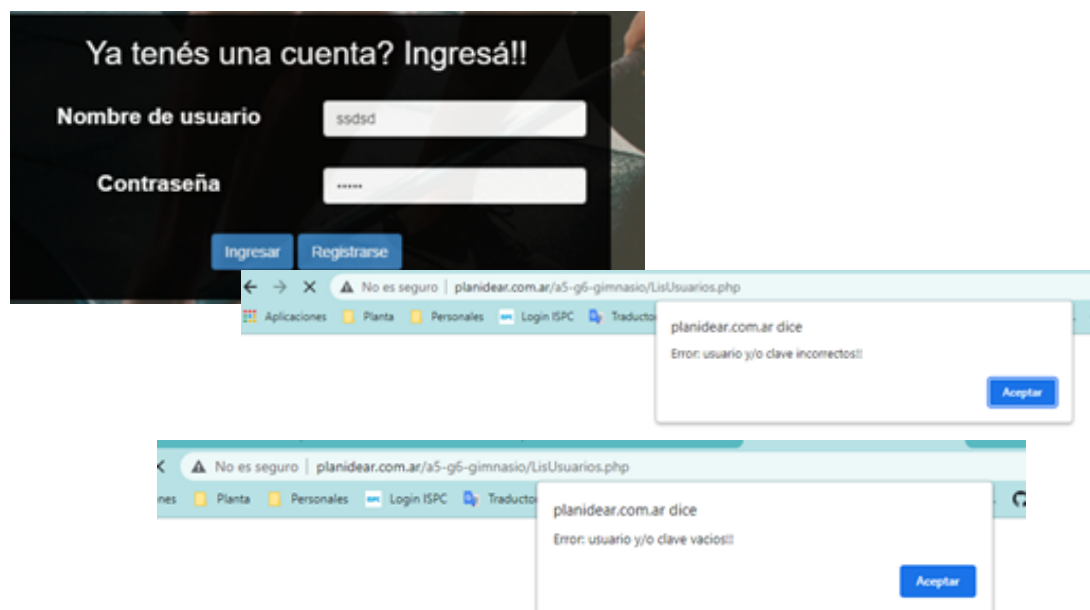 Ya tenés una cuenta? Ingresá!!
Nombre de usuario
ssdsd
Contraseña
•••••
Ingresar Registrarse
No es seguro | planidear.com.ar/a5-g6-gimnasio/LisUsuarios.php
Aplicaciones Planta Personales Login ISPC Traducto
planidear.com.ar dice
Error: usuario y/o clave incorrectos!!
Aceptar
No es seguro | planidear.com.ar/a5-g6-gimnasio/LisUsuarios.php
nes Planta Personales Login ISPC Traducto
planidear.com.ar dice
Error: usuario y/o clave vacios!!
Aceptar